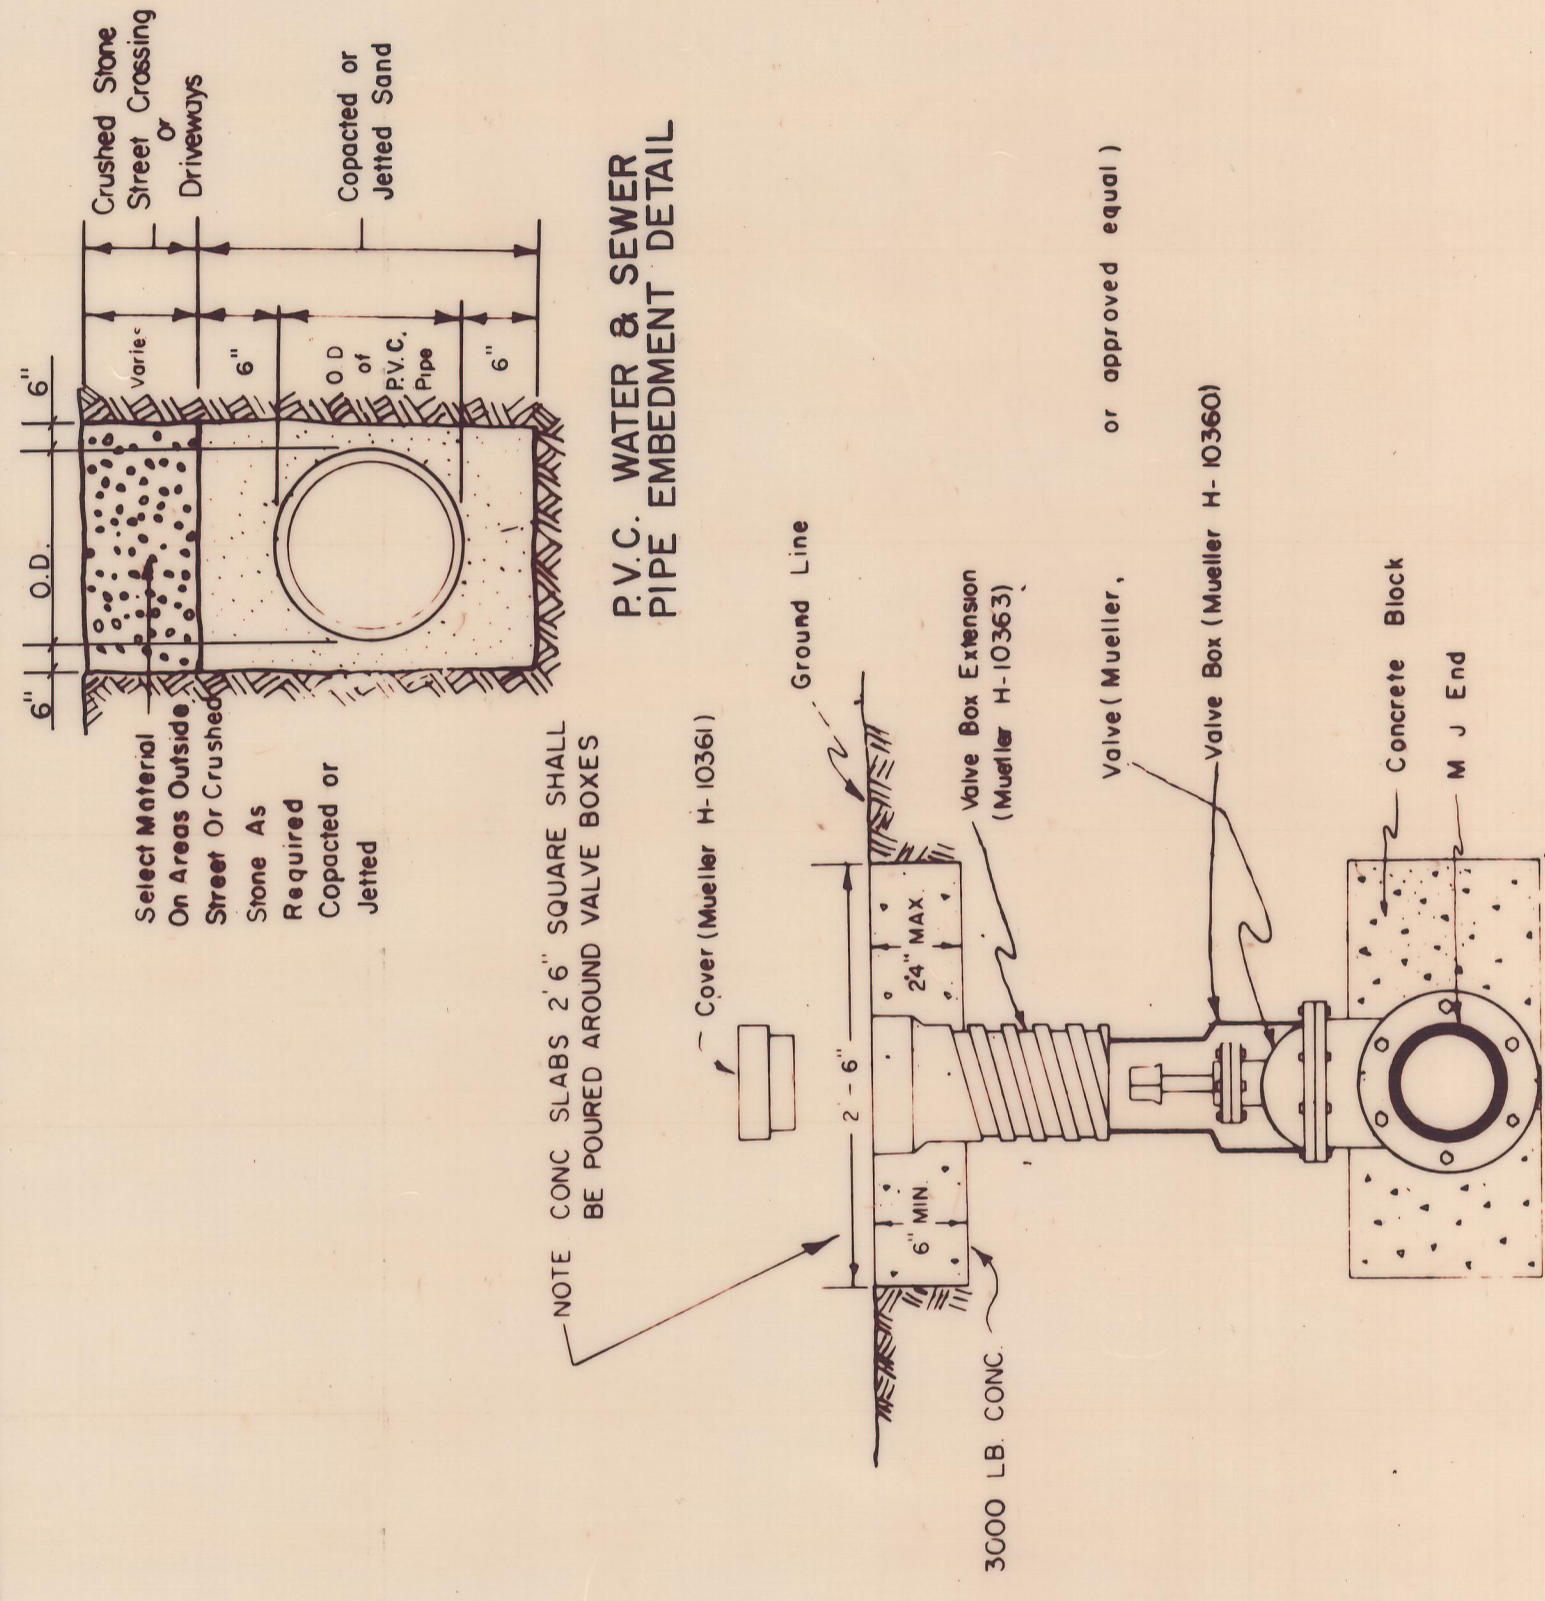 6"
O.D.
6"
Crushed Stone
Street Crossing
or
Driveways
Varies
6"
O.D
of
P.V.C.
Pipe
6"
Copacted or
Jetted Sand
Select Material
On Areas Outside
Street Or Crushed
Stone As
Required
Copacted or
Jetted
P.V.C. WATER & SEWER
PIPE EMBEDMENT DETAIL
NOTE CONC SLABS 2' 6" SQUARE SHALL
BE POURED AROUND VALVE BOXES
Cover (Mueller H-10361)
Ground Line
2' - 6"
6" MIN.
24" MAX.
3000 LB. CONC.
Valve Box Extension
(Mueller H-10363)
Valve (Mueller, or approved equal )
Valve Box (Mueller H-10360)
Concrete Block
M J End